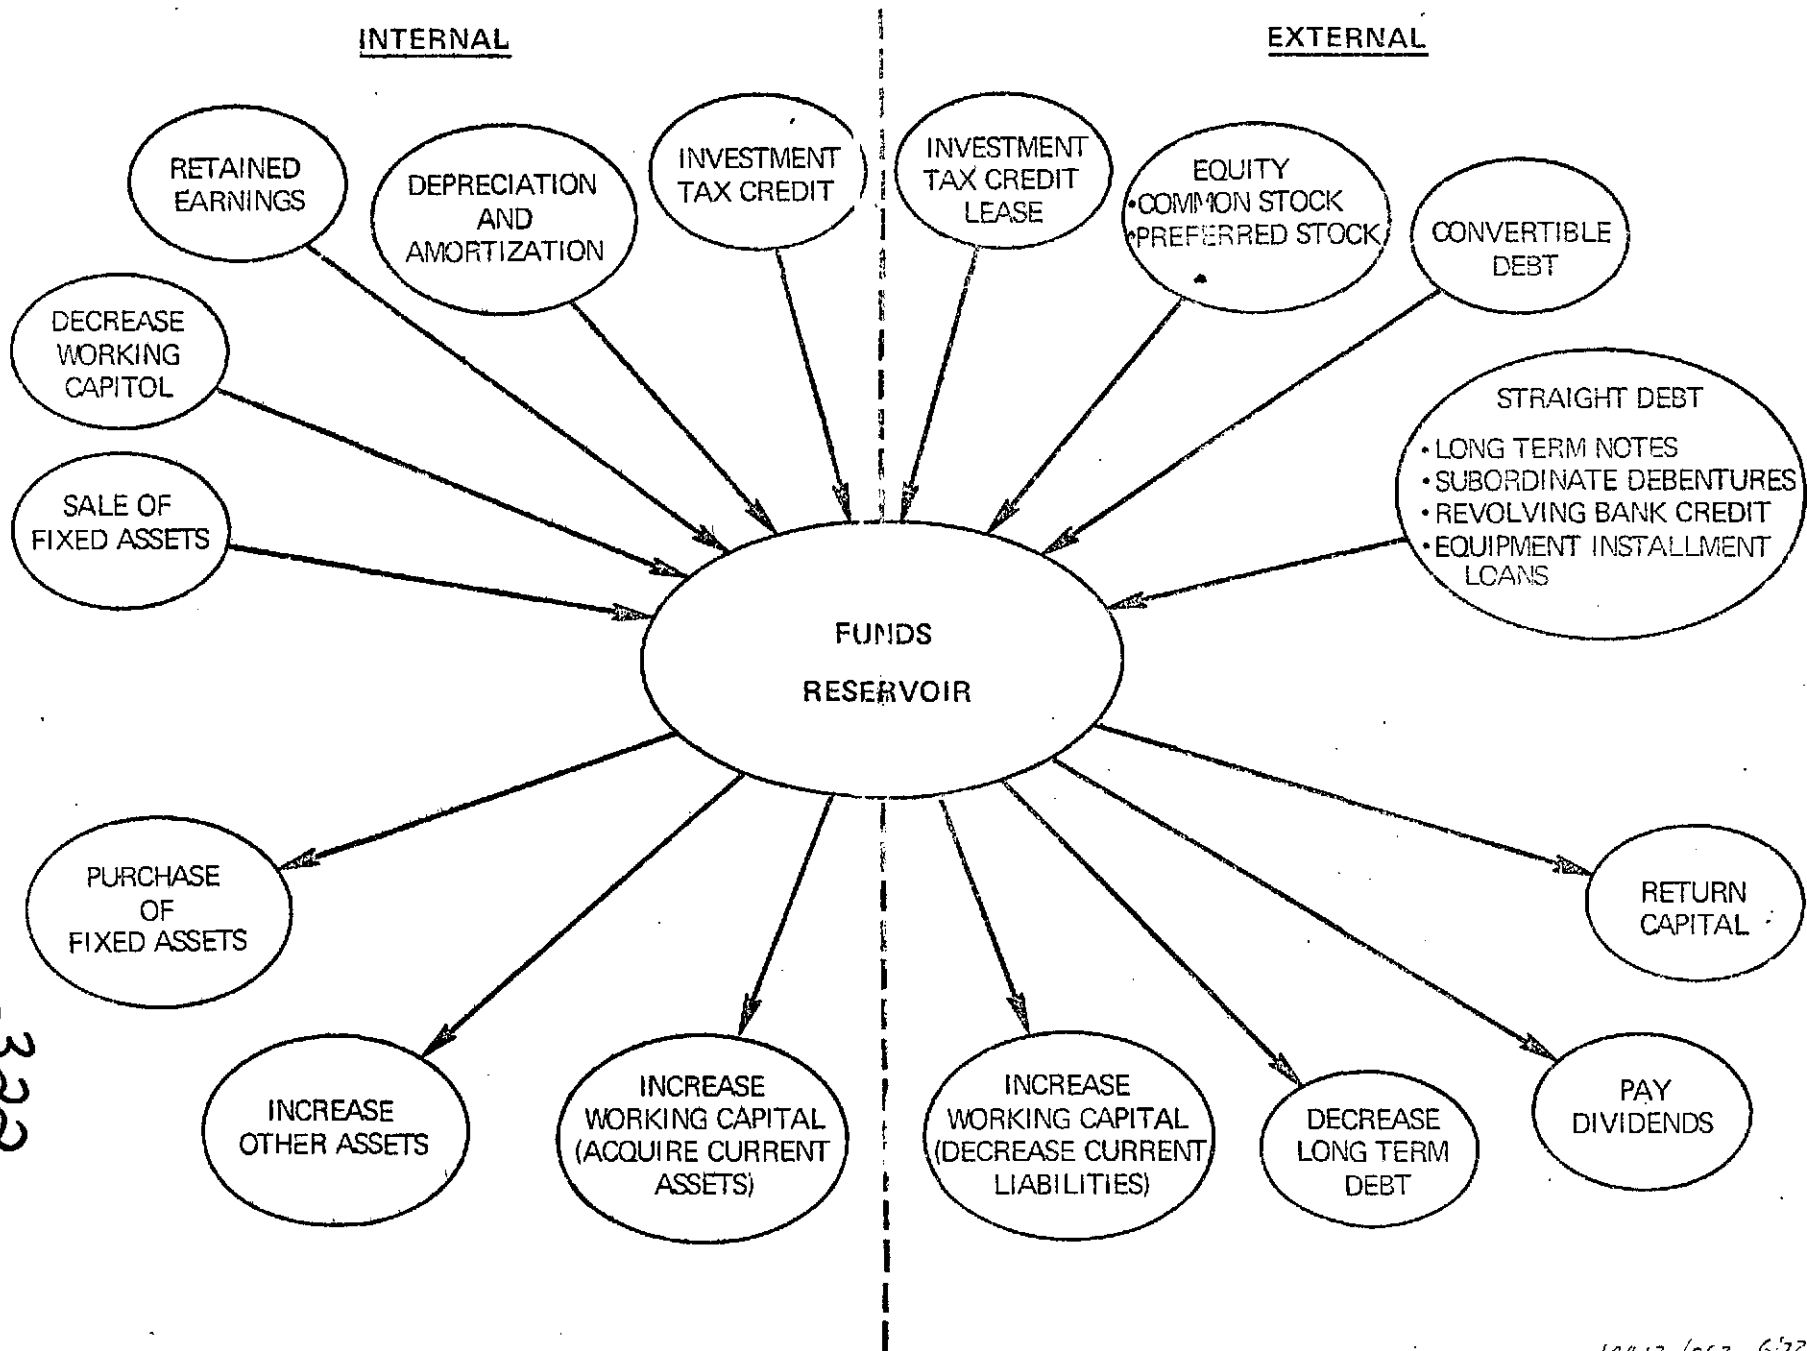 INTERNAL
EXTERNAL
RETAINED
EARNINGS
DEPRECIATION
AND
AMORTIZATION
INVESTMENT
TAX CREDIT
INVESTMENT
TAX CREDIT
LEASE
EQUITY
•COMMON STOCK
•PREFERRED STOCK
CONVERTIBLE
DEBT
DECREASE
WORKING
CAPITOL
STRAIGHT DEBT
•LONG TERM NOTES
•SUBORDINATE DEBENTURES
•REVOLVING BANK CREDIT
•EQUIPMENT INSTALLMENT
LOANS
SALE OF
FIXED ASSETS
FUNDS
RESERVOIR
PURCHASE
OF
FIXED ASSETS
RETURN
CAPITAL
INCREASE
OTHER ASSETS
INCREASE
WORKING CAPITAL
(ACQUIRE CURRENT
ASSETS)
INCREASE
WORKING CAPITAL
(DECREASE CURRENT
LIABILITIES)
DECREASE
LONG TERM
DEBT
PAY
DIVIDENDS
322